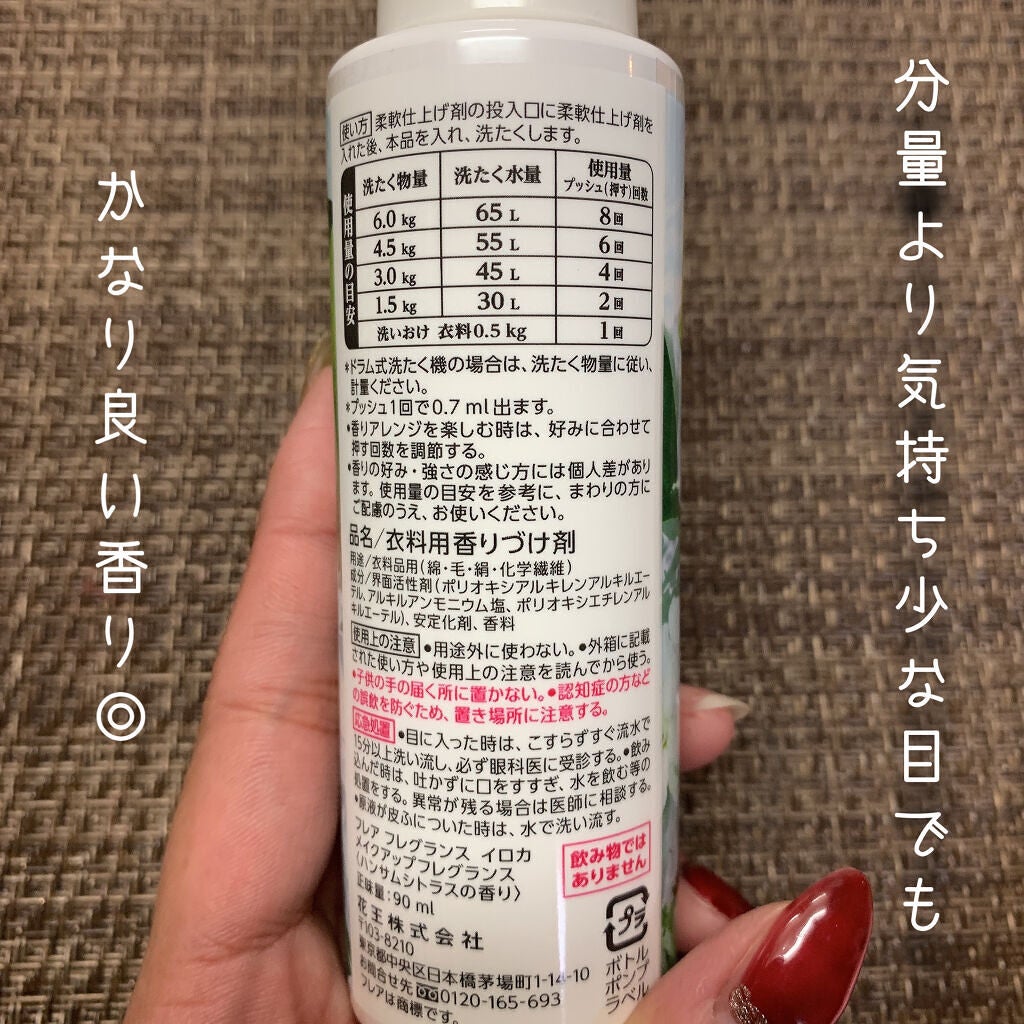 分量より気持ち少な目でも
かなり良い香り◎
使い方 柔軟仕上げ剤の投入口に柔軟仕上げ剤を
入れた後、本品を入れ、洗たくします。
使用量の目安
洗たく物量 洗たく水量 使用量 プッシュ(押す)回数
6.0 kg 65 L 8回
4.5 kg 55 L 6回
3.0 kg 45 L 4回
1.5 kg 30 L 2回
洗いおけ 衣料0.5 kg 1回
*ドラム式洗たく機の場合は、洗たく物量に従い、
計量ください。
*プッシュ1回で0.7 ml出ます。
●香りアレンジを楽しむ時は、好みに合わせて
押す回数を調節する。
●香りの好み・強さの感じ方には個人差があり
ます。使用量の目安を参考に、まわりの方に
ご配慮のうえ、お使いください。
品名/衣料用香りづけ剤
用途/衣料品用(綿・毛・絹・化学繊維)
成分/界面活性剤(ポリオキシアルキレンアルキルエー
テル、アルキルアンモニウム塩、ポリオキシエチレンアル
キルエーテル)、安定化剤、香料
使用上の注意 ●用途外に使わない。●外箱に記載
された使い方や使用上の注意を読んでから使う。
●子供の手の届く所に置かない。●認知症の方など
の誤飲を防ぐため、置き場所に注意する。
応急処置 ●目に入った時は、こすらずすぐ流水で
15分以上洗い流し、必ず眼科医に受診する。●飲み
込んだ時は、吐かずに口をすすぎ、水を飲む等の
処置をする。異常が残る場合は医師に相談する。
●原液が皮ふについた時は、水で洗い流す。
フレア フレグランス イロカ
メイクアップフレグランス
〈ハンサムシトラスの香り〉
正味量:90 ml
花王株式会社
〒103-8210
東京都中央区日本橋茅場町1-14-10
お問合せ先 0120-165-693
フレアは商標です。
飲み物では
ありません
プラ
ボトル
ポンプ
ラベル